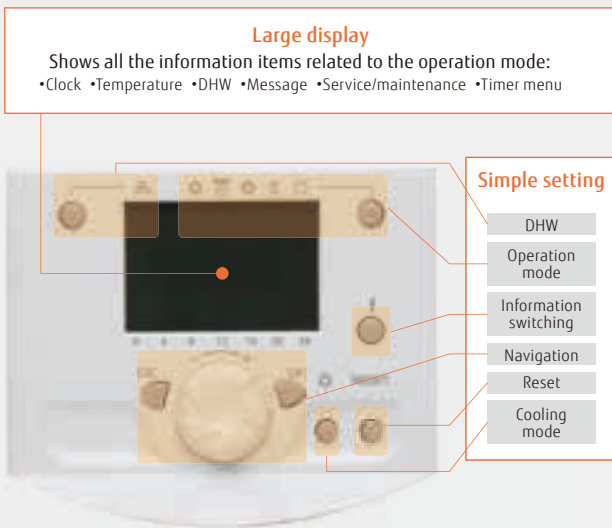 Large display
Shows all the information items related to the operation mode:
•Clock •Temperature •DHW •Message •Service/maintenance •Timer menu
Simple setting
DHW
Operation
mode
Information
switching
Navigation
Reset
Cooling
mode